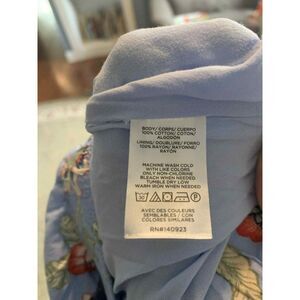 BODY/ CORPS/ CUERPO
100% COTTON/ COTON/
ALGODON
LINING/ DOUBLURE/ FORRO
100% RAYON/ RAYONNE/
RAYÓN
MACHINE WASH COLD
WITH LIKE COLORS
ONLY NON-CHLORINE
BLEACH WHEN NEEDED
TUMBLE DRY LOW
WARM IRON WHEN NEEDED
AVEC DES COULEURS
SEMBLABLES / CON
COLORES SIMILARES
RN#140923